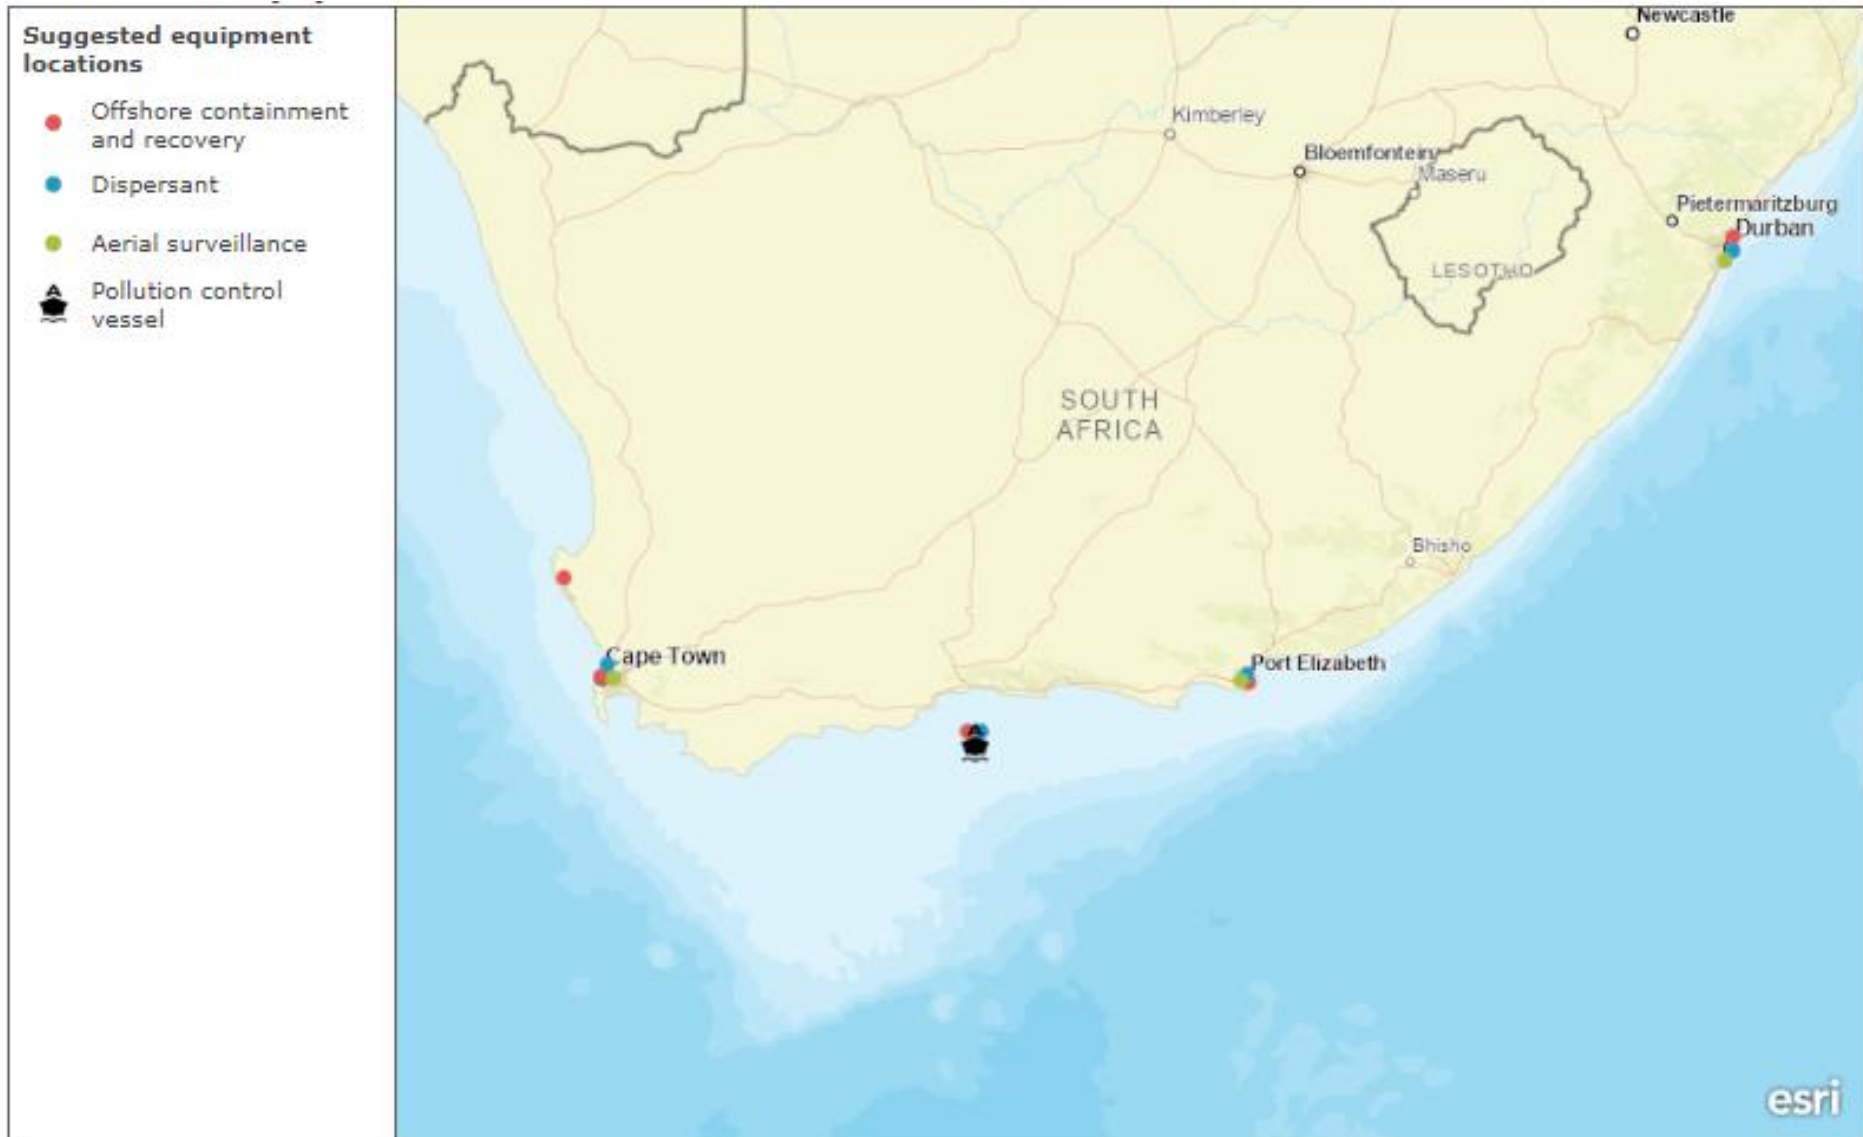 Suggested equipment
locations
Offshore containment
and recovery
Dispersant
Aerial surveillance
Pollution control
vessel
Newcastle
Kimberley
Bloemfontein
Maseru
Pietermaritzburg
Durban
LESOTHO
SOUTH
AFRICA
Bhisho
Cape Town
Port Elizabeth
esri